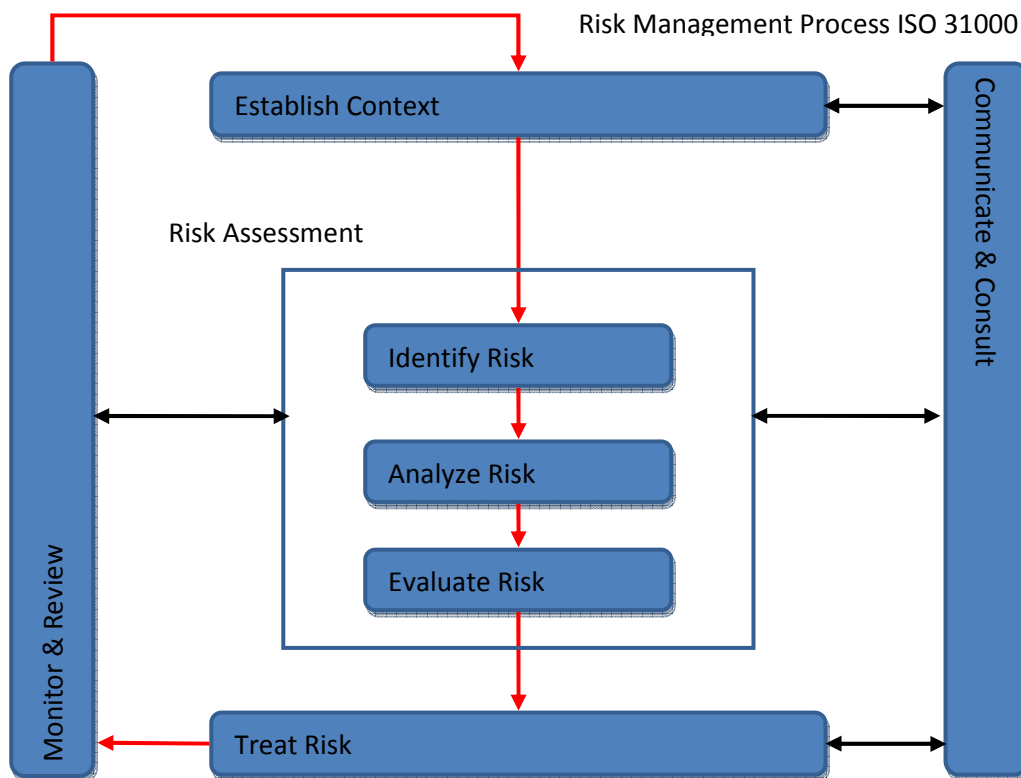 Risk Management Process ISO 31000
Establish Context
Communicate & Consult
Risk Assessment
Identify Risk
Analyze Risk
Evaluate Risk
Monitor & Review
Treat Risk